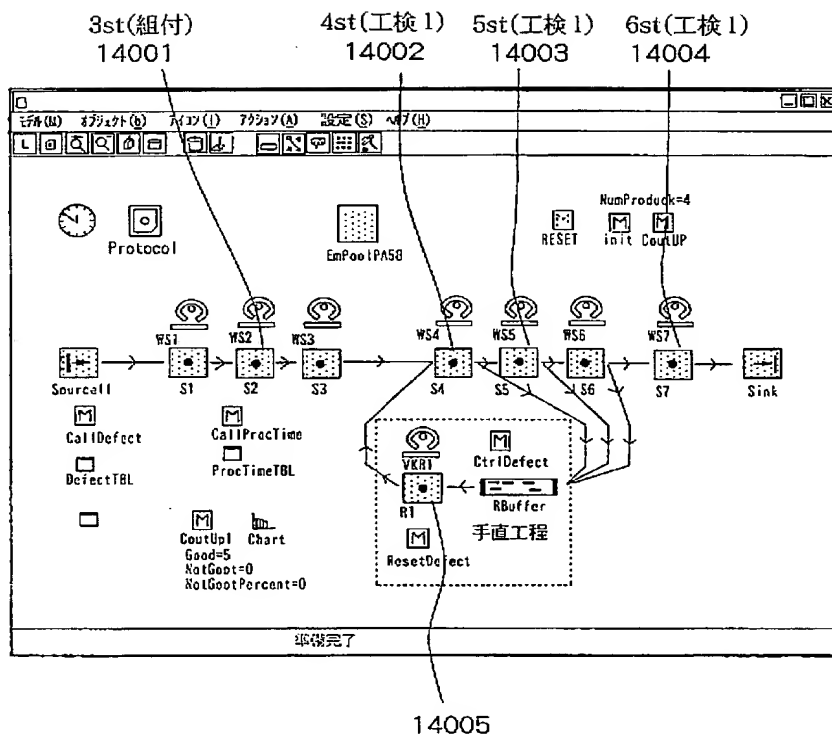 3st(組付) 4st(工検1) 5st(工検1) 6st(工検1)
14001 14002 14003 14004
モデル(M) オブジェクト(b) アイコン(I) アクション(A) 設定(S) ヘルプ(H)
NumProduck=4
Protocol EmPoolPA58 RESET init CoutUP
WS1 WS2 WS3 WS4 WS5 WS6 WS7
Sourcell S1 S2 S3 S4 S5 S6 S7 Sink
CallDefect CallProcTime VKR1 CtrlDefect
DefectTBL ProcTimeTBL R1 RBuffer
手直工程
CoutUp1 Chart ResetDefect
Good=5
NotGoot=0
NotGootPercent=0
準備完了
14005